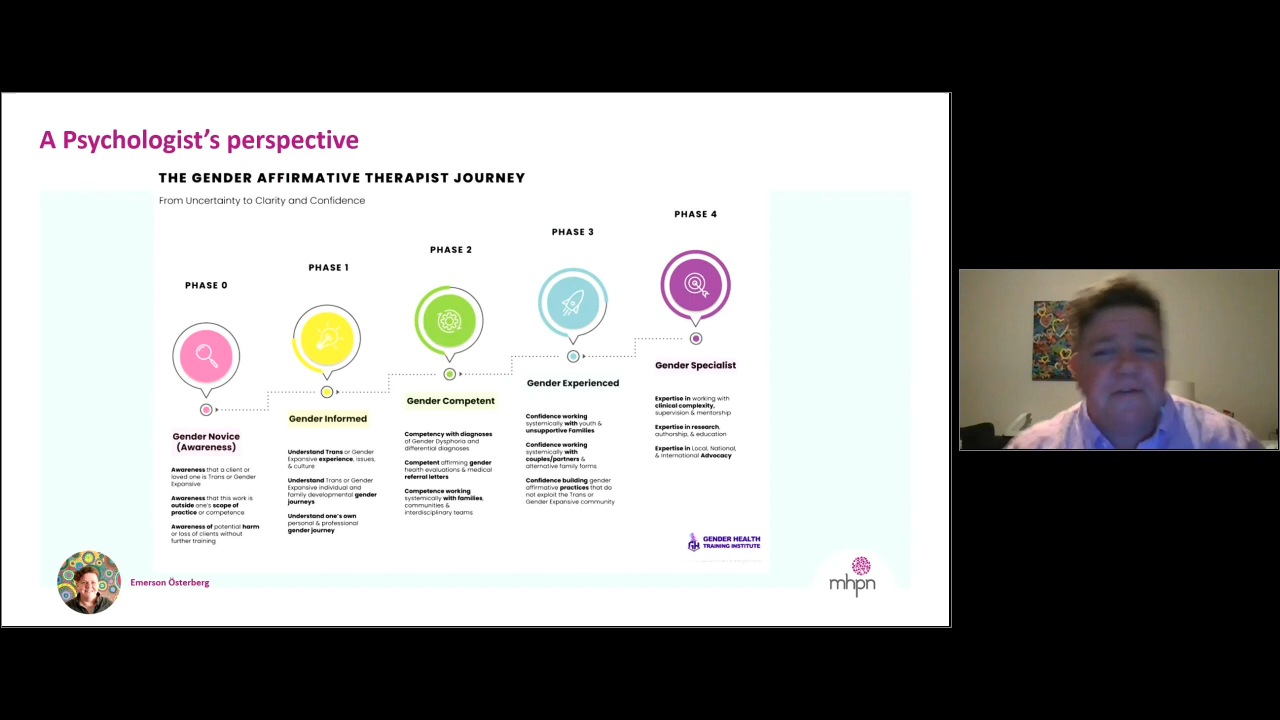 A Psychologist's perspective
THE GENDER AFFIRMATIVE THERAPIST JOURNEY
From Uncertainty to Clarity and Confidence
PHASE 0
PHASE 1
PHASE 2
PHASE 3
PHASE 4
Gender Novice
(Awareness)
Awareness that a client or
loved one is Trans or Gender
Expansive
Awareness that this work is
outside one's scope of
practice or competence
Awareness of potential harm
or loss of clients without
further training
Gender Informed
Understand Trans or Gender
Expansive experience, issues,
& culture
Understand Trans or Gender
Expansive individual and
family developmental gender
journeys
Understand one's own
personal & professional
gender journey
Gender Competent
Competency with diagnoses
of Gender Dysphoria and
differential diagnoses
Competent affirming gender
health evaluations & medical
referral letters
Competence working
systemically with families,
communities &
interdisciplinary teams
Gender Experienced
Confidence working
systemically with youth &
unsupportive Families
Confidence working
systemically with
couples/partners &
alternative family forms
Confidence building gender
affirmative practices that do
not exploit the Trans or
Gender Expansive community
Gender Specialist
Expertise in working with
clinical complexity,
supervision & mentorship
Expertise in research,
authorship, & education
Expertise in Local, National,
& International Advocacy
GENDER HEALTH
TRAINING INSTITUTE
Emerson Österberg
mhpn